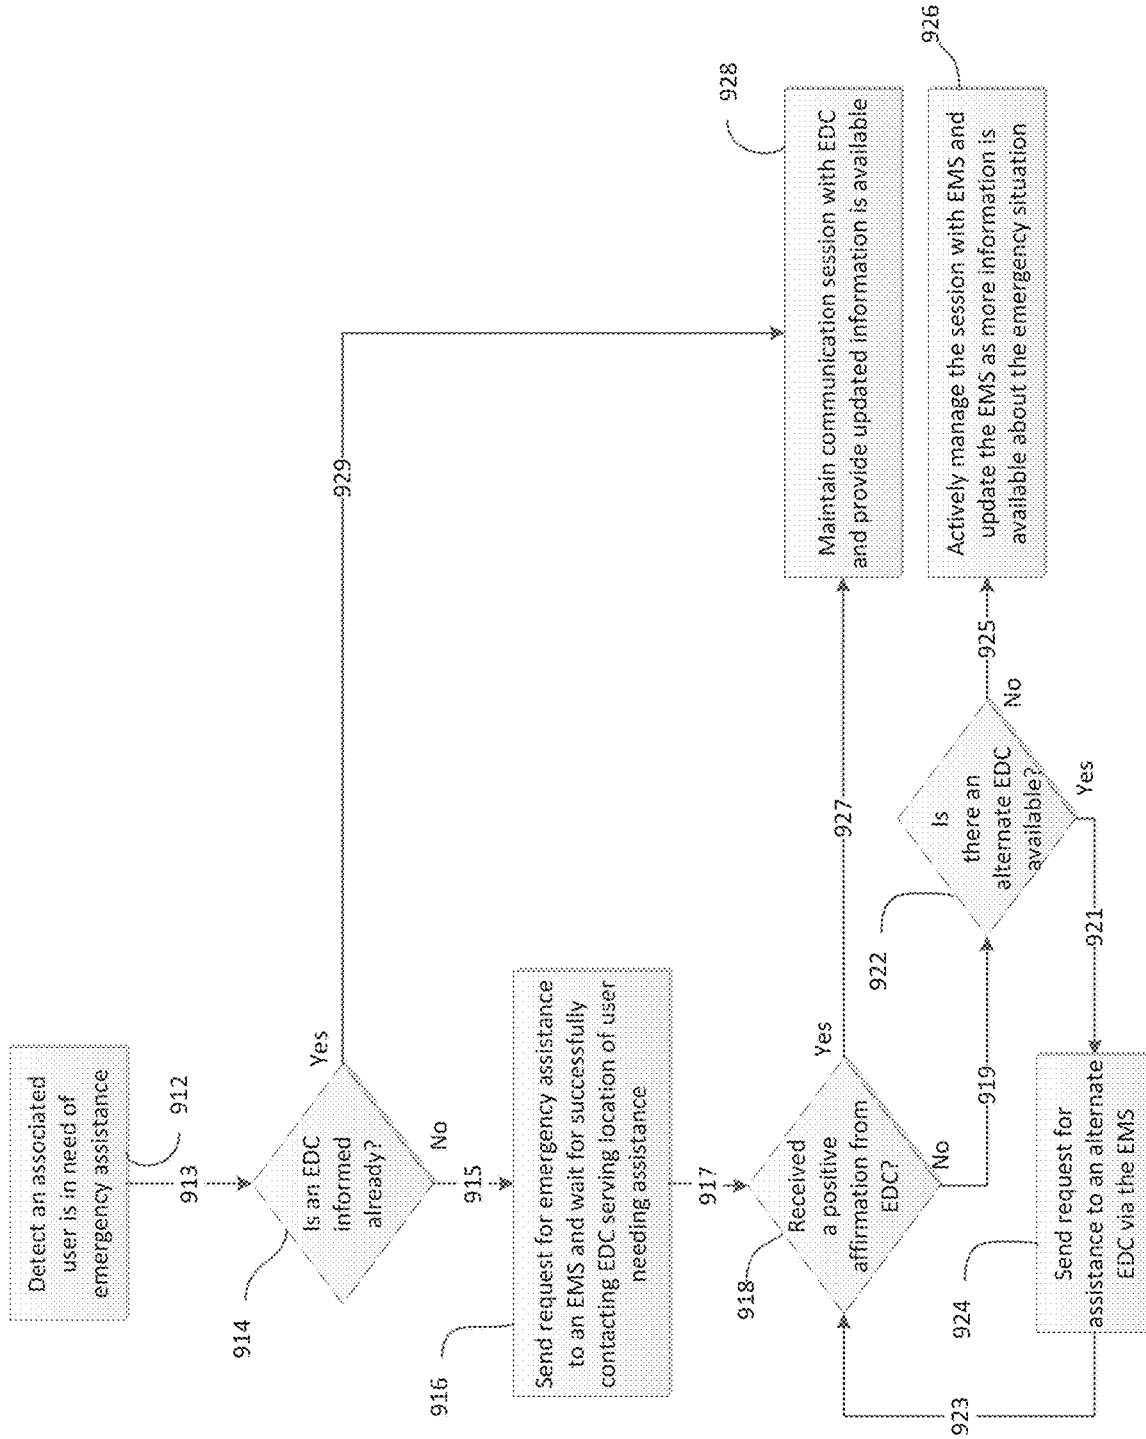 Detect an associated
user is in need of
emergency assistance
912
913
Is an EDC
informed
already?
914
Yes
929
No
915
Send request for emergency assistance
to an EMS and wait for successfully
contacting EDC serving location of user
needing assistance
916
917
Received
a positive
affirmation from
EDC?
918
Yes
927
No
919
Is
there an
alternate EDC
available?
922
No
925
Yes
921
Send request for
assistance to an alternate
EDC via the EMS
924
923
Maintain communication session with EDC
and provide updated information is available
928
Actively manage the session with EMS and
update the EMS as more information is
available about the emergency situation
926